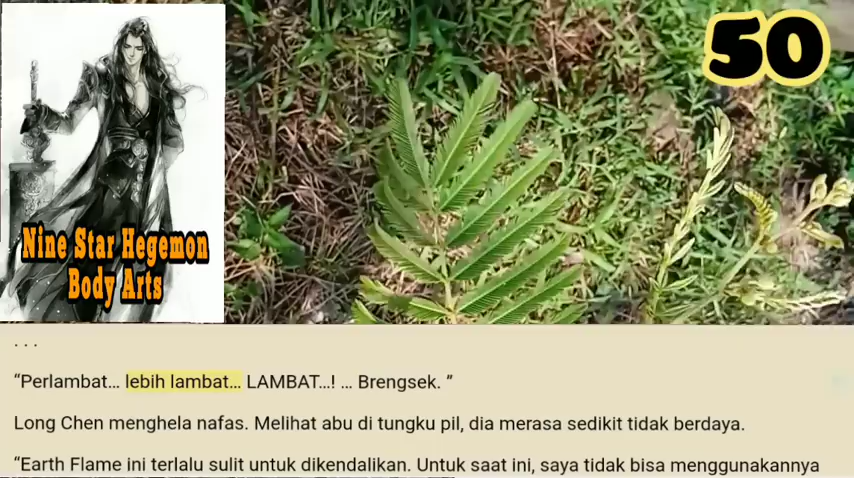 50
Nine Star Hegemon
Body Arts
. . .
“Perlambat… lebih lambat… LAMBAT…! … Brengsek. ”
Long Chen menghela nafas. Melihat abu di tungku pil, dia merasa sedikit tidak berdaya.
“Earth Flame ini terlalu sulit untuk dikendalikan. Untuk saat ini, saya tidak bisa menggunakannya